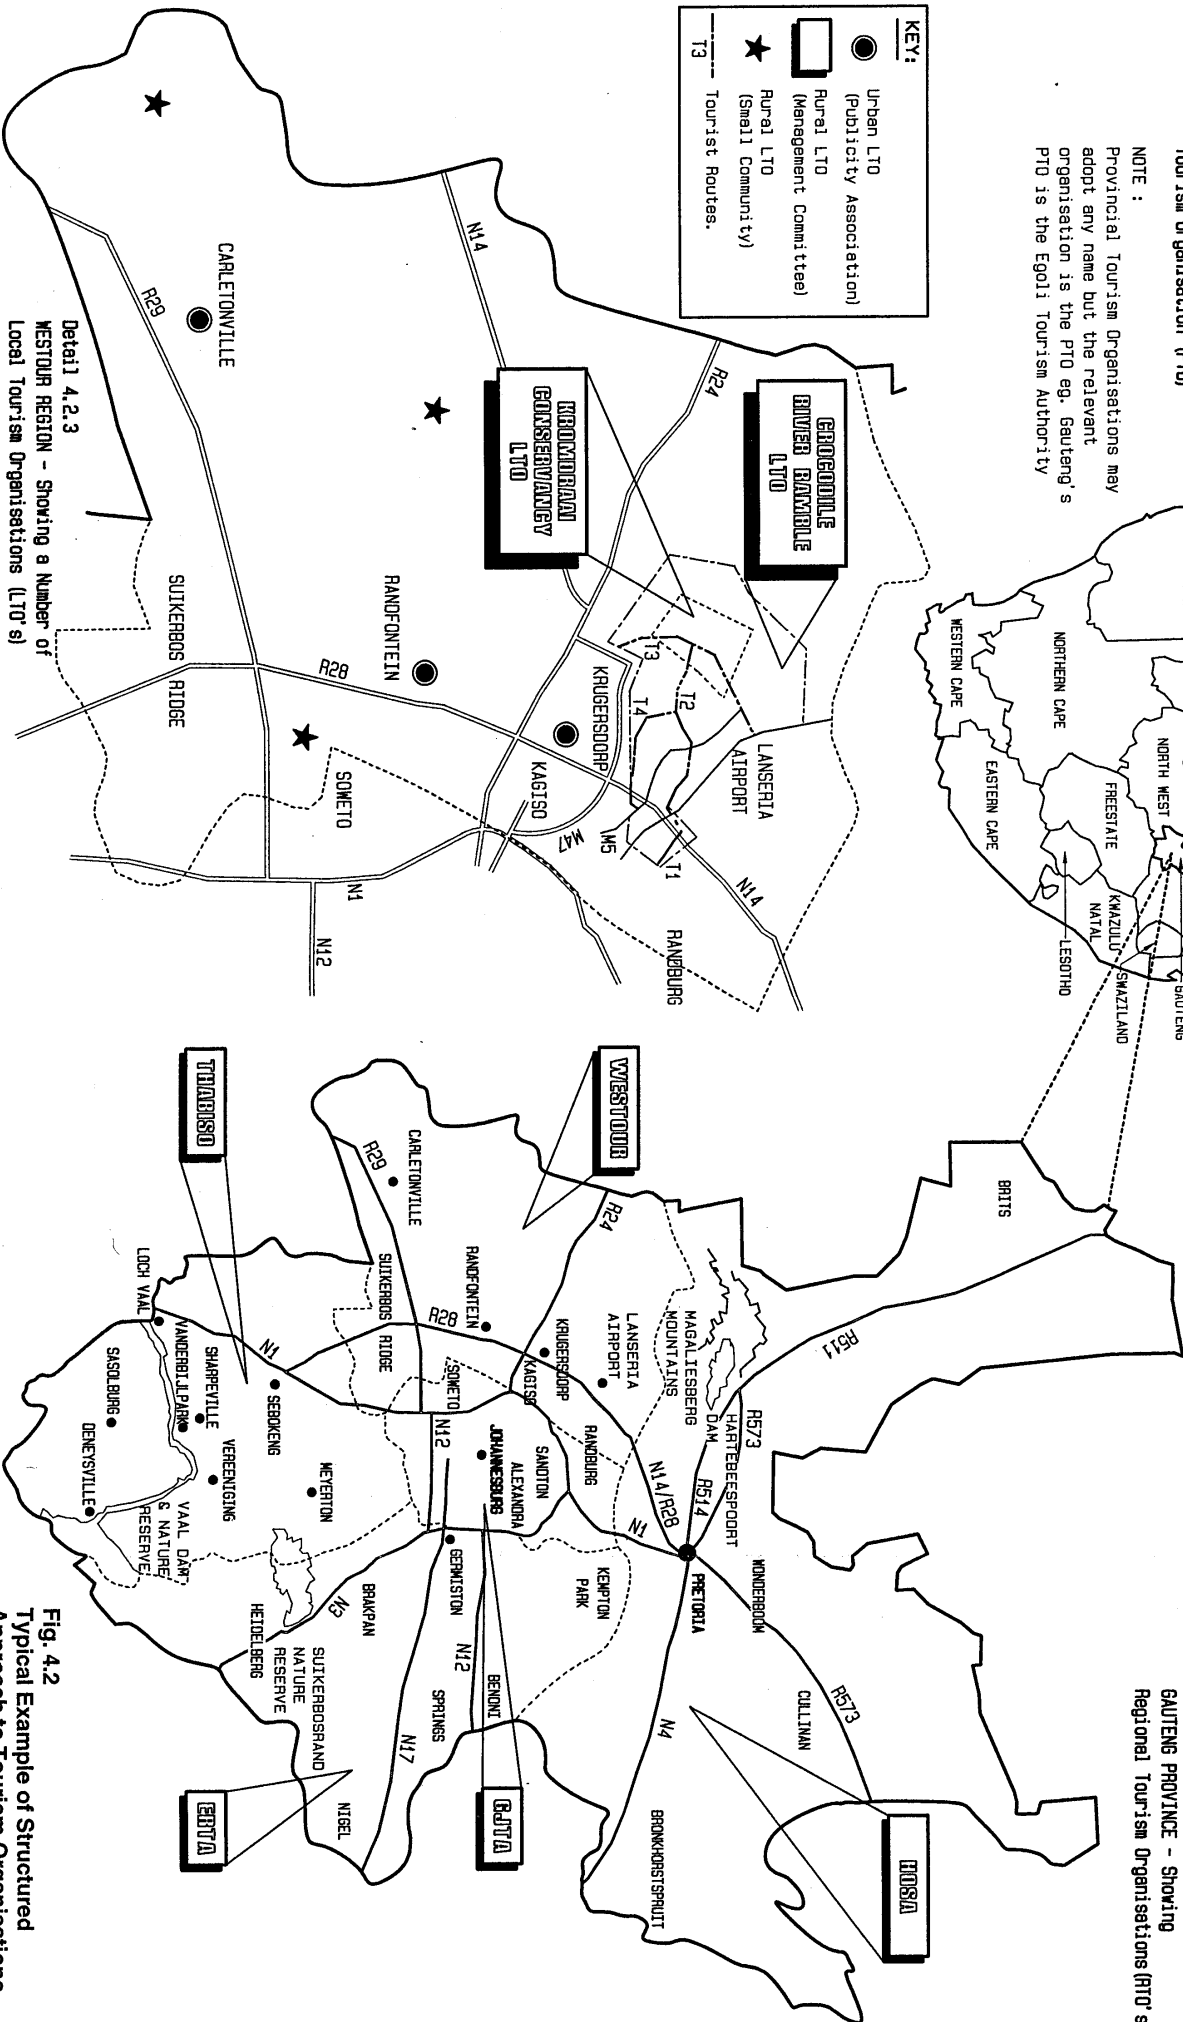 Tourism Organisation (PTO)
NOTE :
Provincial Tourism Organisations may
adopt any name but the relevant
organisation is the PTO eg. Gauteng's
PTO is the Egoli Tourism Authority
KEY:
Urban LTO
(Publicity Association)
Rural LTO
(Management Committee)
Rural LTO
(Small Community)
T3
Tourist Routes.
NORTHERN CAPE
WESTERN CAPE
EASTERN CAPE
NORTH WEST
FREESTATE
KWAZULU
NATAL
LESOTHO
SWAZILAND
GAUTENG
CROCODILE
RIVER RAMBLE
LTO
KROMDRAAI
CONSERVANCY
LTO
R24
N14
LANSERIA
AIRPORT
T3
T2
T4
T1
M5
M47
N14
KRUGERSDORP
KAGISO
RANDBURG
RANDFONTEIN
R28
SOWETO
CARLETONVILLE
R29
SUIKERBOS RIDGE
N1
N12
Detail 4.2.3
WESTOUR REGION - Showing a Number of
Local Tourism Organisations (LTO's)
GAUTENG PROVINCE - Showing
Regional Tourism Organisations (RTO's
BRITS
R511
R573
HARTEBEESPOORT
DAM
R514
MAGALIESBERG
MOUNTAINS
WONDERBOOM
PRETORIA
R573
CULLINAN
N4
BRONKHORSTSPRUIT
HOSA
WESTOUR
R24
LANSERIA
AIRPORT
N14/R28
N1
KRUGERSDORP
KAGISO
RANDBURG
SANDTON
ALEXANDRA
JOHANNESBURG
KEMPTON
PARK
RANDFONTEIN
R28
SOWETO
N12
GERMISTON
N12
BENONI
SPRINGS
BRAKPAN
N17
CJTA
CARLETONVILLE
R29
SUIKERBOS RIDGE
THABISO
N1
SEBOKENG
MEYERTON
SHARPEVILLE
VEREENIGING
VANDERBIJLPARK
LOCH VAAL
SASOLBURG
DENEYSVILLE
VAAL DAM
& NATURE
RESERVE
N3
HEIDELBERG
SUIKERBOSRAND
NATURE
RESERVE
NIGEL
ERTA
Fig. 4.2
Typical Example of Structured
Approach to Tourism Organisations